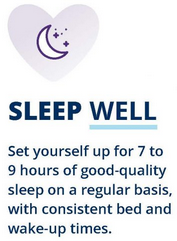 SLEEP WELL
Set yourself up for 7 to
9 hours of good-quality
sleep on a regular basis,
with consistent bed and
wake-up times.